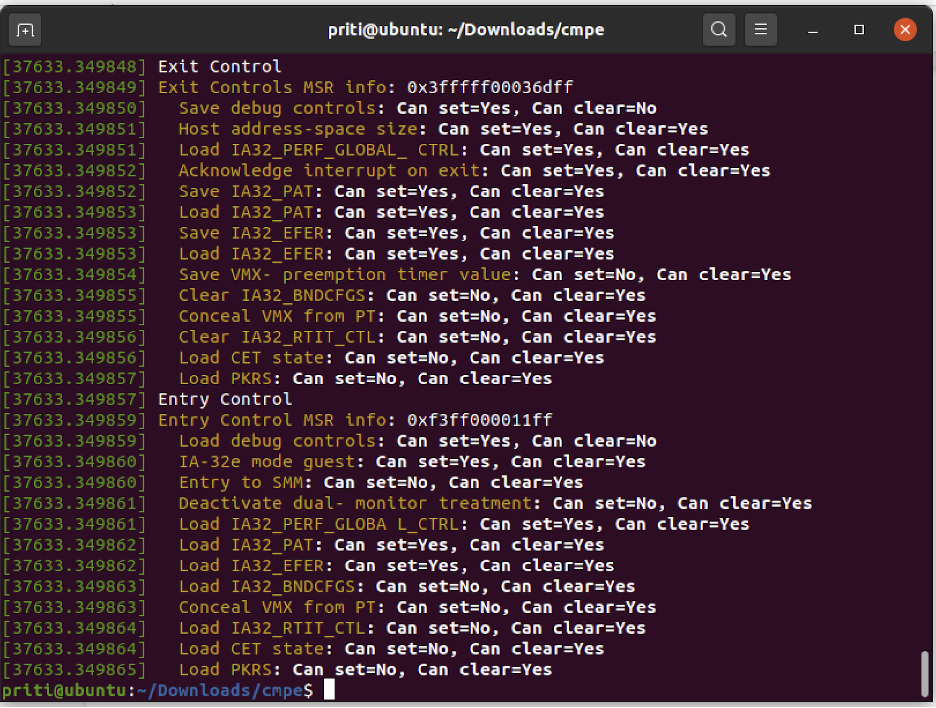 priti@ubuntu: ~/Downloads/cmpe
[37633.349848] Exit Control
[37633.349849] Exit Controls MSR info: 0x3fffff00036dff
[37633.349850]   Save debug controls: Can set=Yes, Can clear=No
[37633.349851]   Host address-space size: Can set=Yes, Can clear=Yes
[37633.349851]   Load IA32_PERF_GLOBAL_ CTRL: Can set=Yes, Can clear=Yes
[37633.349852]   Acknowledge interrupt on exit: Can set=Yes, Can clear=Yes
[37633.349852]   Save IA32_PAT: Can set=Yes, Can clear=Yes
[37633.349853]   Load IA32_PAT: Can set=Yes, Can clear=Yes
[37633.349853]   Save IA32_EFER: Can set=Yes, Can clear=Yes
[37633.349853]   Load IA32_EFER: Can set=Yes, Can clear=Yes
[37633.349854]   Save VMX- preemption timer value: Can set=No, Can clear=Yes
[37633.349855]   Clear IA32_BNDCFGS: Can set=No, Can clear=Yes
[37633.349855]   Conceal VMX from PT: Can set=No, Can clear=Yes
[37633.349856]   Clear IA32_RTIT_CTL: Can set=No, Can clear=Yes
[37633.349856]   Load CET state: Can set=No, Can clear=Yes
[37633.349857]   Load PKRS: Can set=No, Can clear=Yes
[37633.349857] Entry Control
[37633.349859] Entry Control MSR info: 0xf3ff000011ff
[37633.349859]   Load debug controls: Can set=Yes, Can clear=No
[37633.349860]   IA-32e mode guest: Can set=Yes, Can clear=Yes
[37633.349860]   Entry to SMM: Can set=No, Can clear=Yes
[37633.349861]   Deactivate dual- monitor treatment: Can set=No, Can clear=Yes
[37633.349861]   Load IA32_PERF_GLOBA L_CTRL: Can set=Yes, Can clear=Yes
[37633.349862]   Load IA32_PAT: Can set=Yes, Can clear=Yes
[37633.349862]   Load IA32_EFER: Can set=Yes, Can clear=Yes
[37633.349863]   Load IA32_BNDCFGS: Can set=No, Can clear=Yes
[37633.349863]   Conceal VMX from PT: Can set=No, Can clear=Yes
[37633.349864]   Load IA32_RTIT_CTL: Can set=No, Can clear=Yes
[37633.349864]   Load CET state: Can set=No, Can clear=Yes
[37633.349865]   Load PKRS: Can set=No, Can clear=Yes
priti@ubuntu:~/Downloads/cmpe$